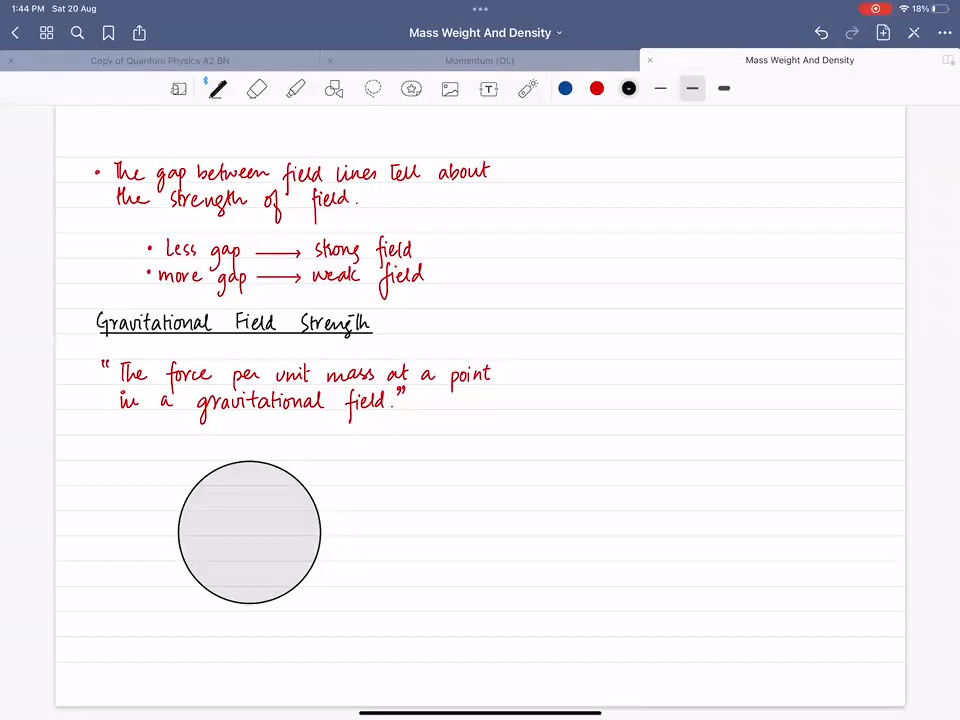 1:44 PM Sat 20 Aug
18%
Mass Weight And Density
Copy of Quantum Physics A2 BN
Momentum (OL)
Mass Weight And Density
• The gap between field lines tell about
the strength of field.
• Less gap → strong field
• more gap → weak field
Gravitational Field Strength
" The force per unit mass at a point
in a gravitational field."